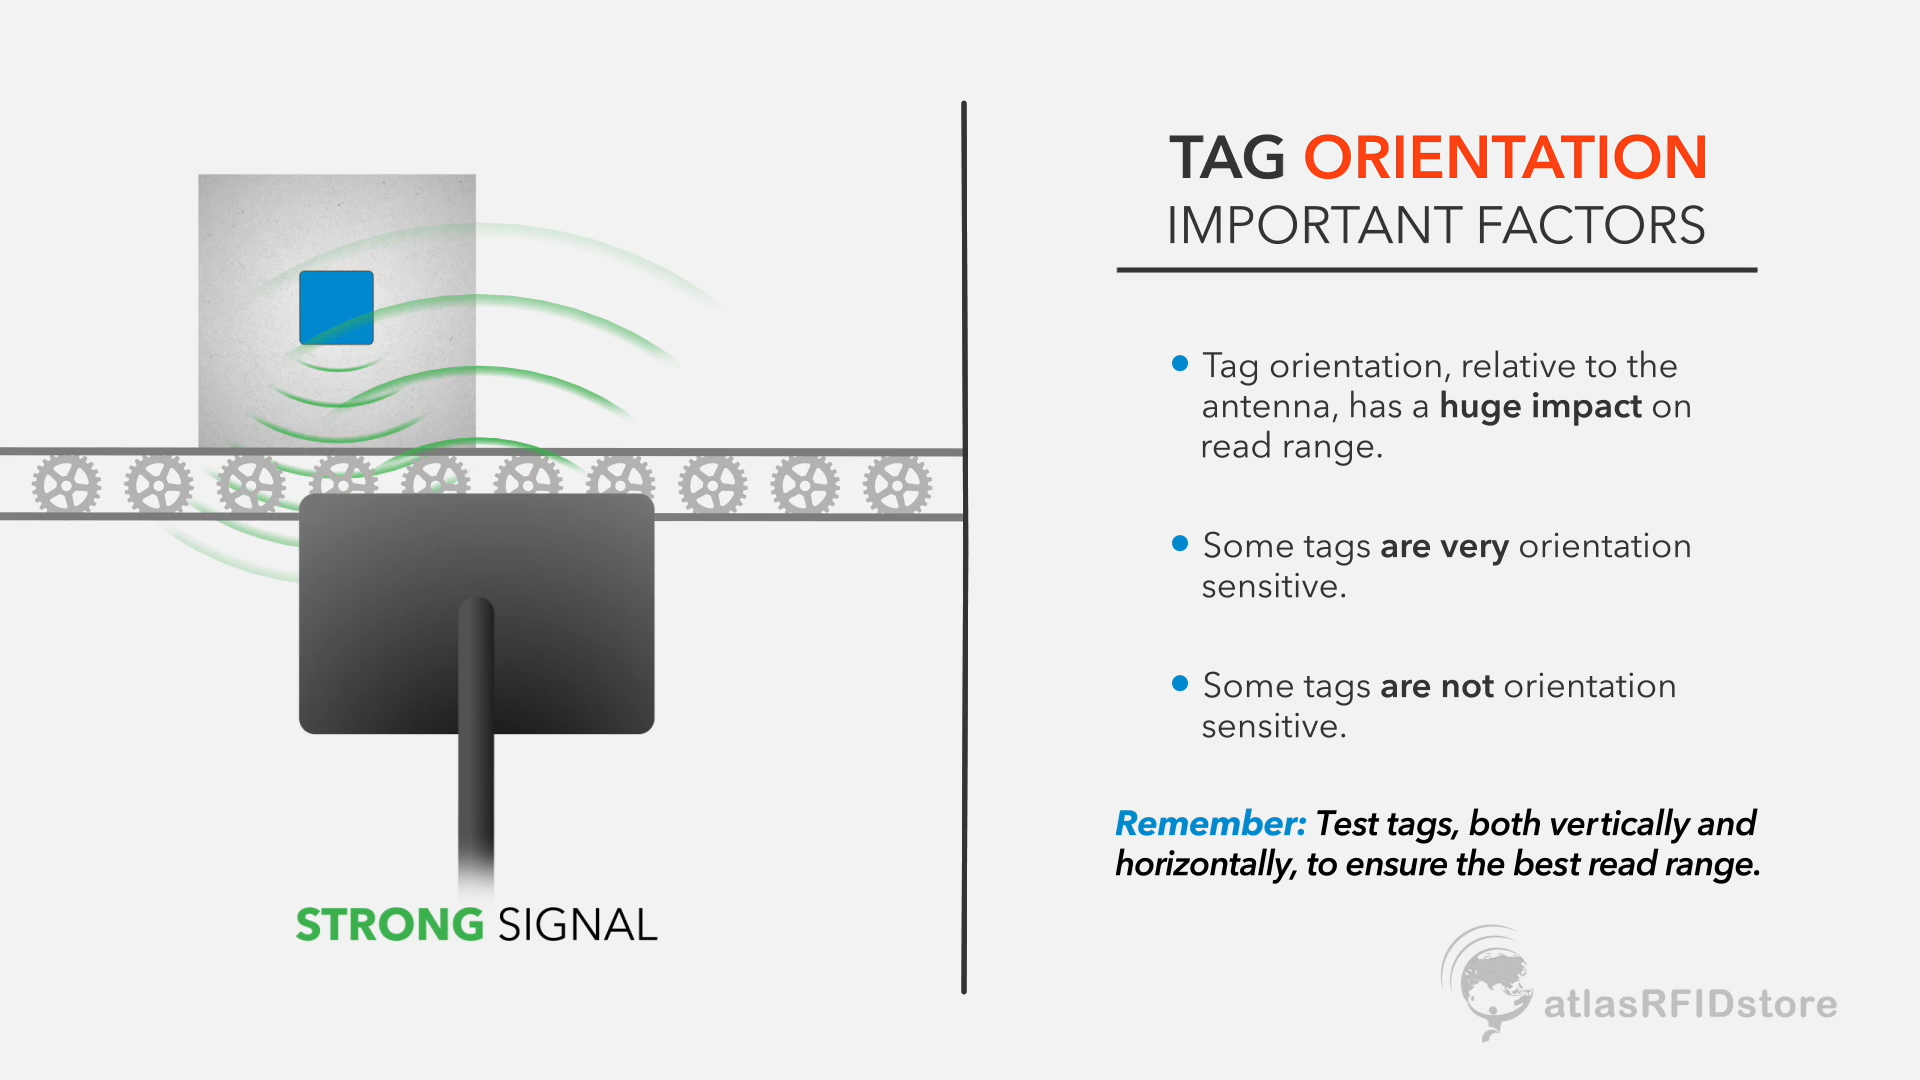 TAG ORIENTATION
IMPORTANT FACTORS
Tag orientation, relative to the
antenna, has a huge impact on
read range.
Some tags are very orientation
sensitive.
Some tags are not orientation
sensitive.
Remember: Test tags, both vertically and
horizontally, to ensure the best read range.
STRONG SIGNAL
atlasRFIDstore